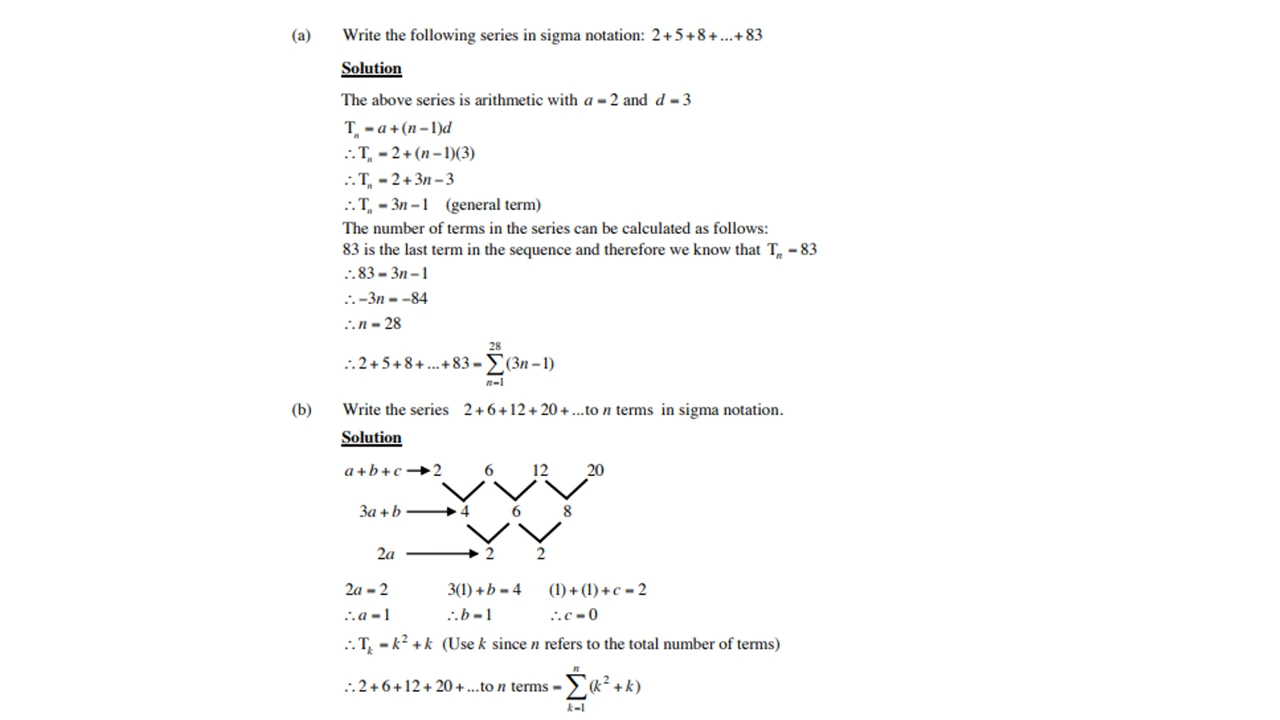 (a) Write the following series in sigma notation: 2+5+8+...+83
Solution
The above series is arithmetic with a = 2 and d = 3
Tₙ = a+(n−1)d
∴Tₙ = 2+(n−1)(3)
∴Tₙ = 2+3n−3
∴Tₙ = 3n−1 (general term)
The number of terms in the series can be calculated as follows:
83 is the last term in the sequence and therefore we know that Tₙ = 83
∴83 = 3n−1
∴−3n = −84
∴n = 28
∴2+5+8+...+83 = ∑_{n=1}^{28}(3n−1)
(b) Write the series 2+6+12+20+...to n terms in sigma notation.
Solution
a+b+c → 2 6 12 20
3a+b → 4 6 8
2a → 2 2
2a = 2 3(1)+b = 4 (1)+(1)+c = 2
∴a = 1 ∴b = 1 ∴c = 0
∴Tₖ = k²+k (Use k since n refers to the total number of terms)
∴2+6+12+20+...to n terms = ∑_{k=1}^{n}(k²+k)